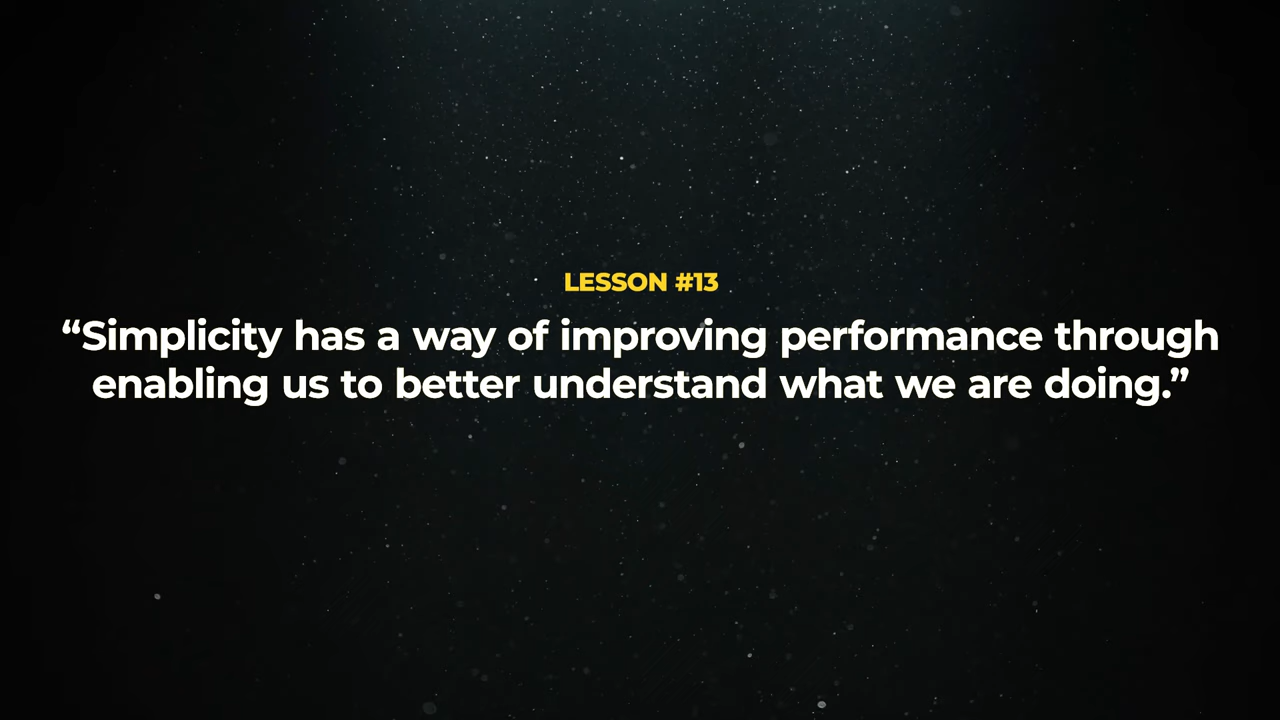 LESSON #13
“Simplicity has a way of improving performance through
enabling us to better understand what we are doing.”